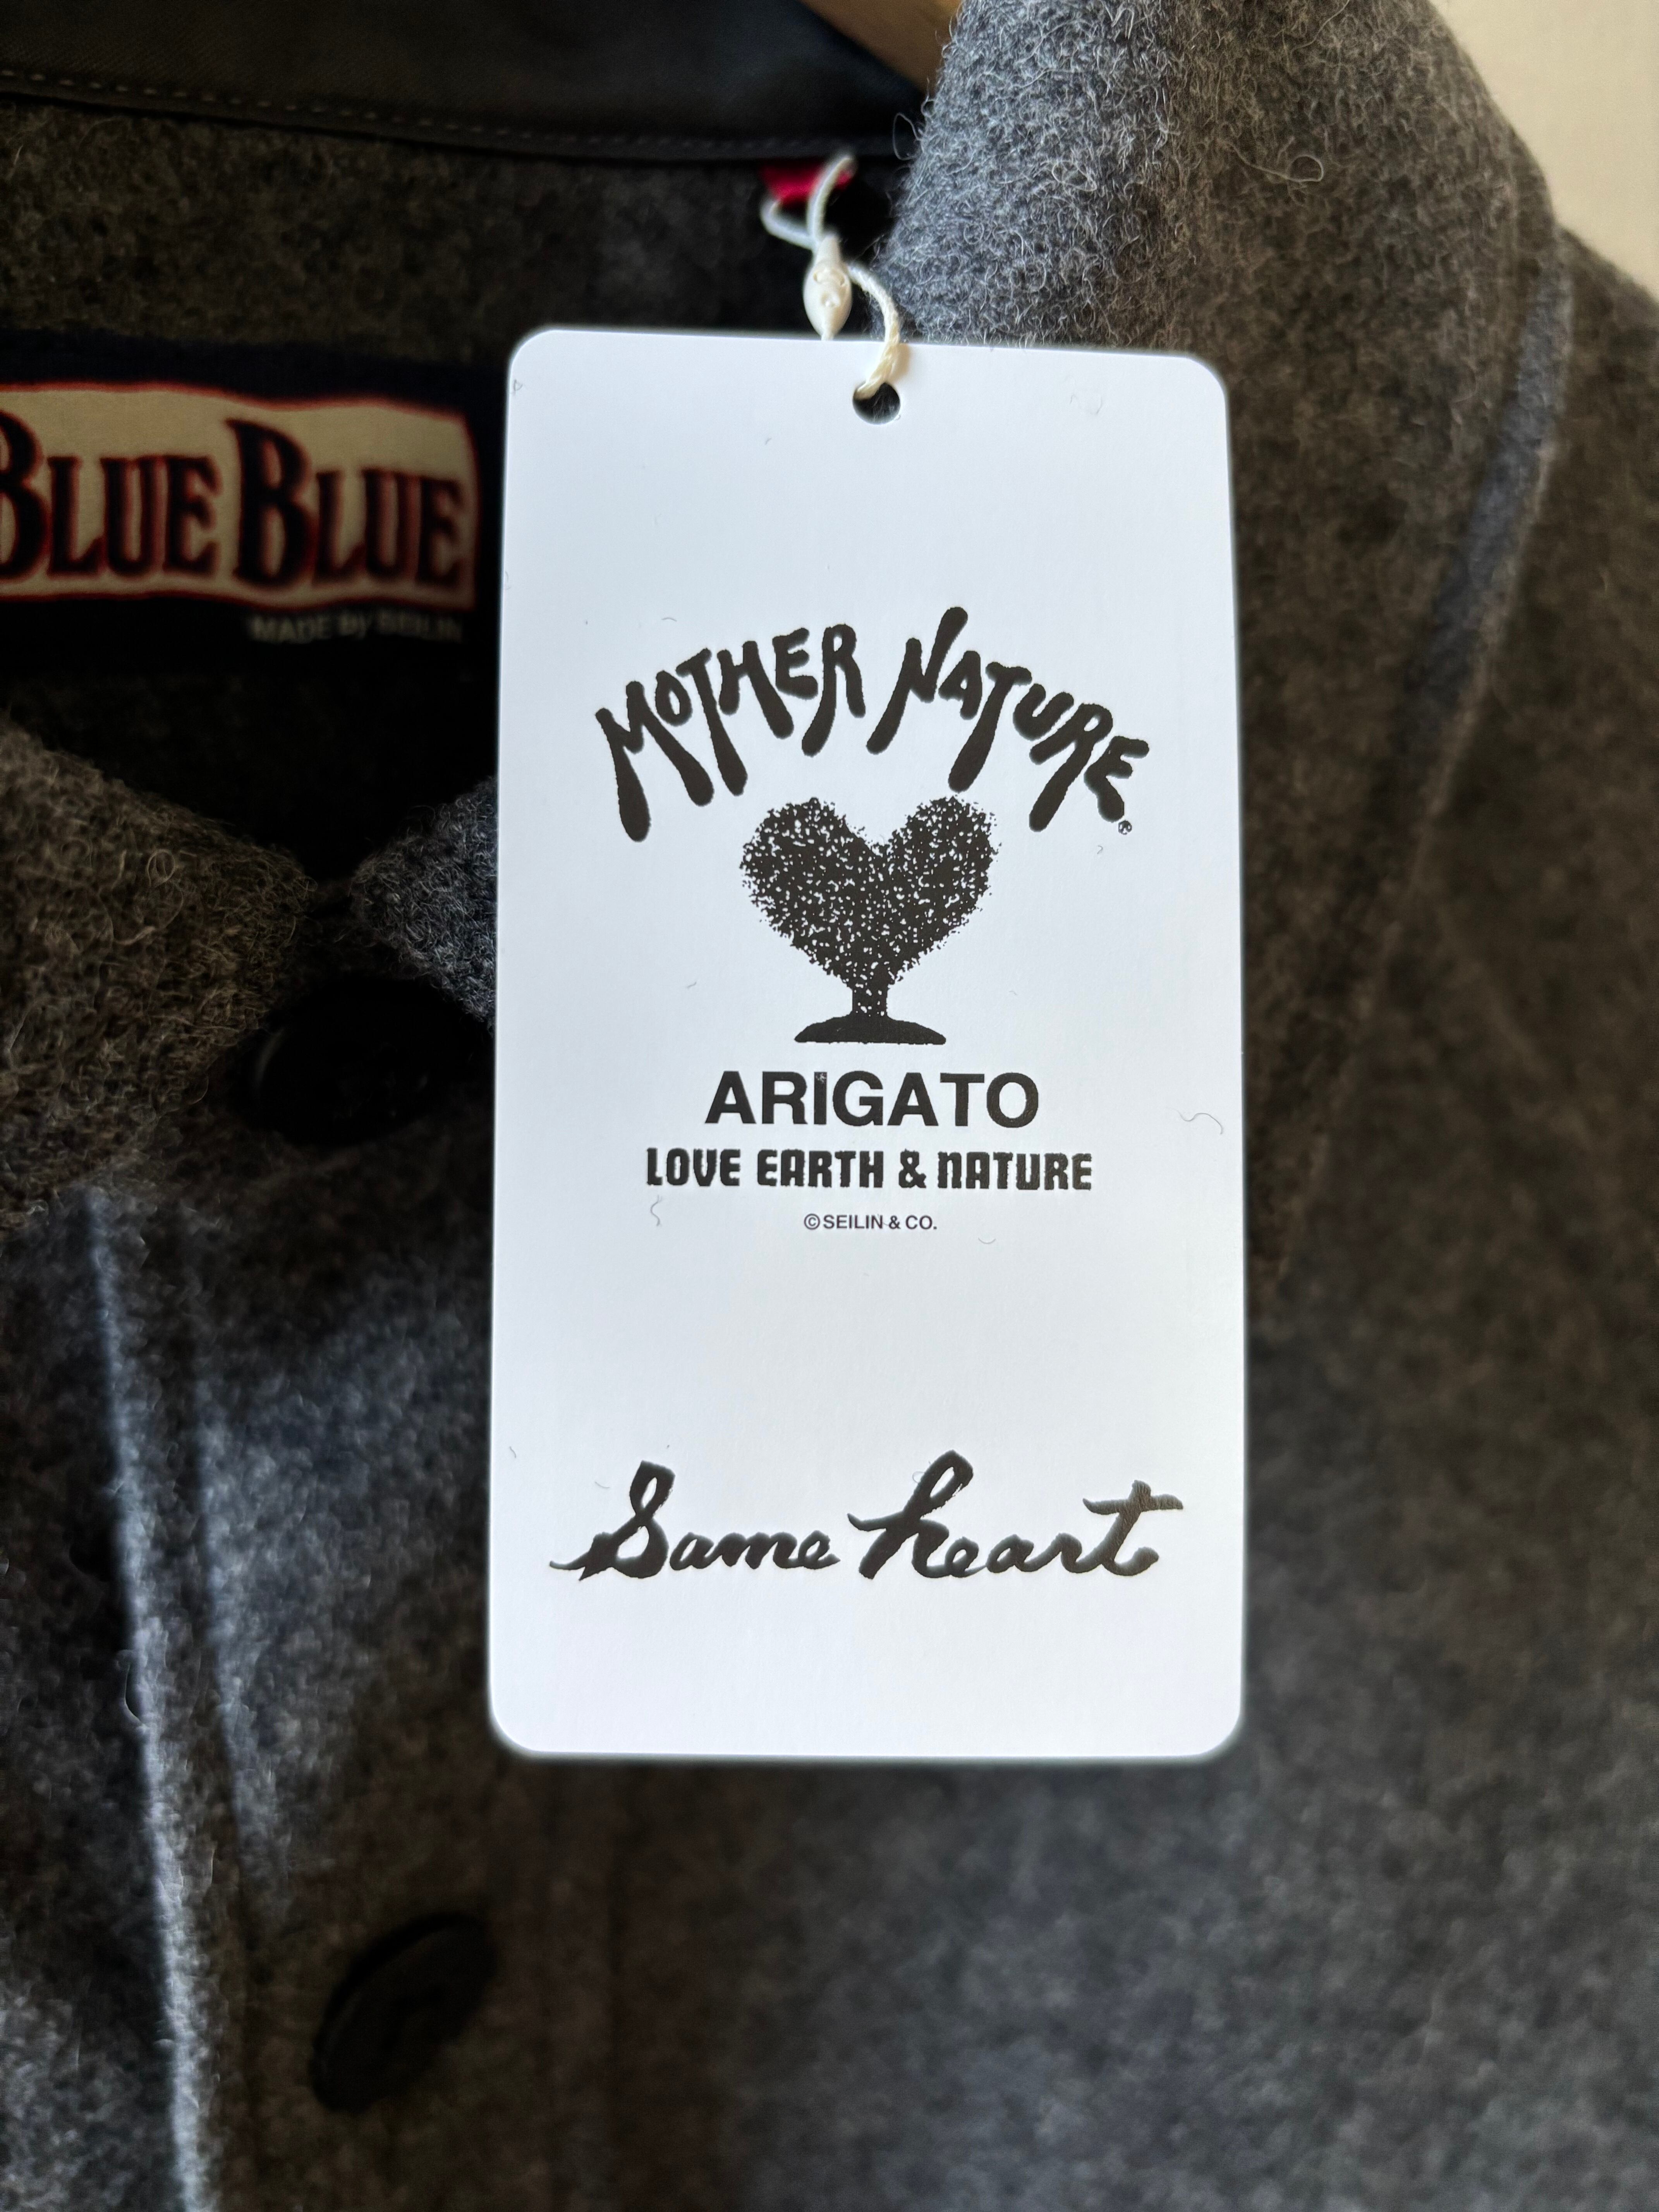 BLUE BLUE
MADE by SEILIN
MOTHER NATURE®
ARIGATO
LOVE EARTH & NATURE
©SEILIN & CO.
Same heart